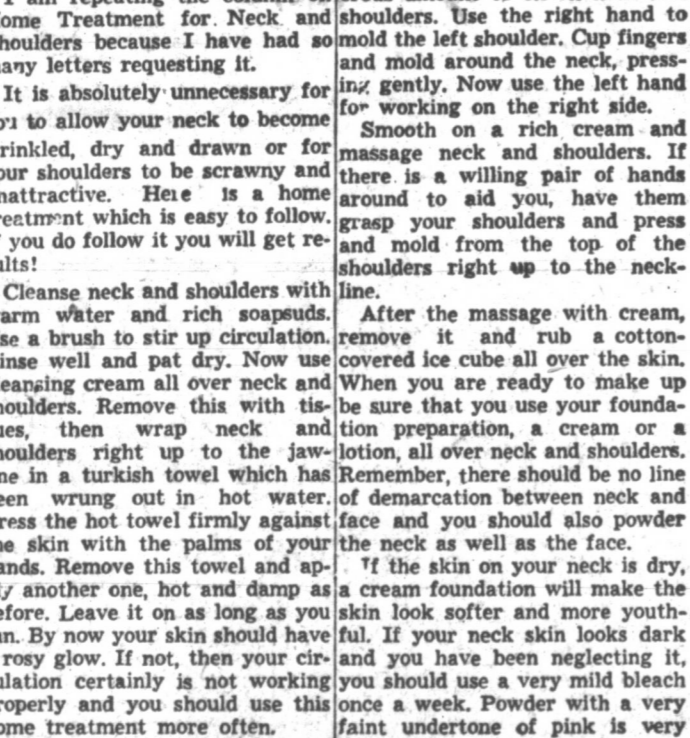 I am repeating the column on
ome Treatment for Neck and
houlders because I have had so
any letters requesting it.
It is absolutely unnecessary for
ou to allow your neck to become
rinkled, dry and drawn or for
our shoulders to be scrawny and
nattractive. Here is a home
reatment which is easy to follow.
you do follow it you will get re-
ults!
Cleanse neck and shoulders with
arm water and rich soapsuds.
se a brush to stir up circulation.
inse well and pat dry. Now use
leansing cream all over neck and
houlders. Remove this with tis-
ues, then wrap neck and
houlders right up to the jaw-
ne in a turkish towel which has
een wrung out in hot water.
ress the hot towel firmly against
he skin with the palms of your
ands. Remove this towel and ap-
ly another one, hot and damp as
efore. Leave it on as long as you
an. By now your skin should have
rosy glow. If not, then your cir-
ulation certainly is not working
roperly and you should use this
ome treatment more often.
shoulders. Use the right hand to
mold the left shoulder. Cup fingers
and mold around the neck, press-
ing gently. Now use the left hand
for working on the right side.
Smooth on a rich cream and
massage neck and shoulders. If
there is a willing pair of hands
around to aid you, have them
grasp your shoulders and press
and mold from the top of the
shoulders right up to the neck-
line.
After the massage with cream,
remove it and rub a cotton-
covered ice cube all over the skin.
When you are ready to make up
be sure that you use your founda-
tion preparation, a cream or a
lotion, all over neck and shoulders.
Remember, there should be no line
of demarcation between neck and
face and you should also powder
the neck as well as the face.
If the skin on your neck is dry,
a cream foundation will make the
skin look softer and more youth-
ful. If your neck skin looks dark
and you have been neglecting it,
you should use a very mild bleach
once a week. Powder with a very
faint undertone of pink is very